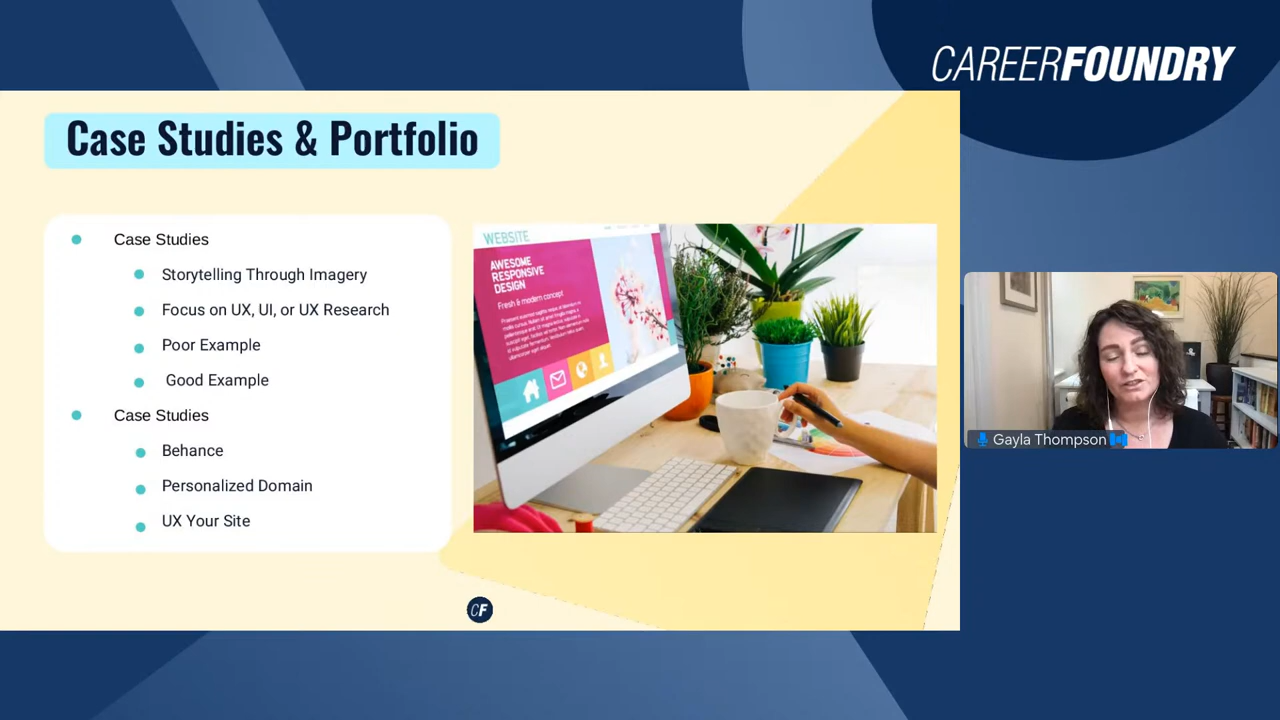 CAREERFOUNDRY
Case Studies & Portfolio
Case Studies
Storytelling Through Imagery
Focus on UX, UI, or UX Research
Poor Example
Good Example
Case Studies
Behance
Personalized Domain
UX Your Site
WEBSITE
AWESOME
RESPONSIVE
DESIGN
Fresh & modern concept
Gayla Thompson
CF